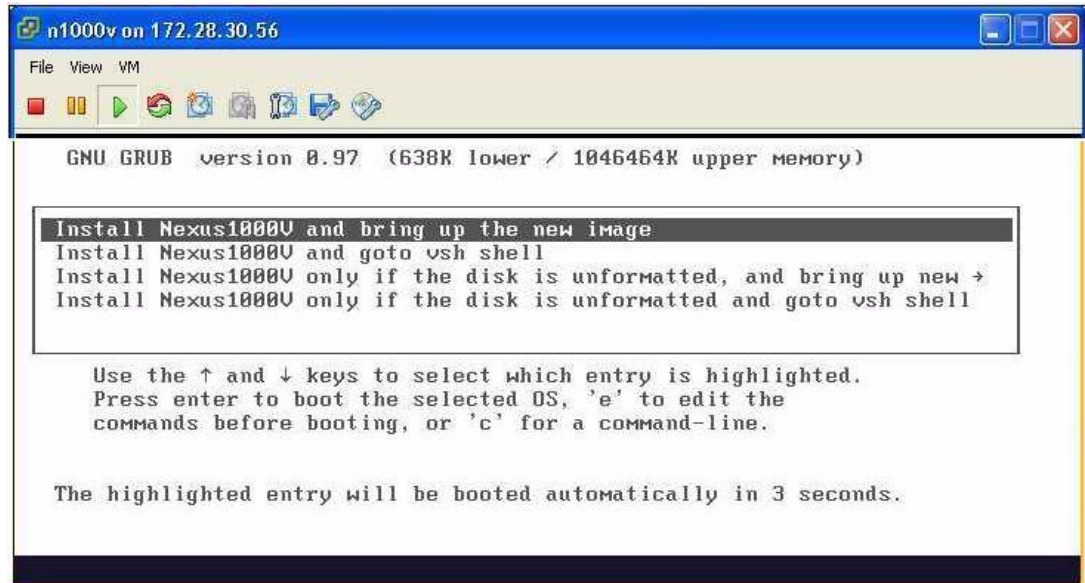 n1000v on 172.28.30.56
File View VM
GNU GRUB version 0.97 (638K lower / 1046464K upper memory)
Install Nexus1000V and bring up the new image
Install Nexus1000V and goto vsh shell
Install Nexus1000V only if the disk is unformatted, and bring up new →
Install Nexus1000V only if the disk is unformatted and goto vsh shell
Use the ↑ and ↓ keys to select which entry is highlighted.
Press enter to boot the selected OS, 'e' to edit the
commands before booting, or 'c' for a command-line.
The highlighted entry will be booted automatically in 3 seconds.